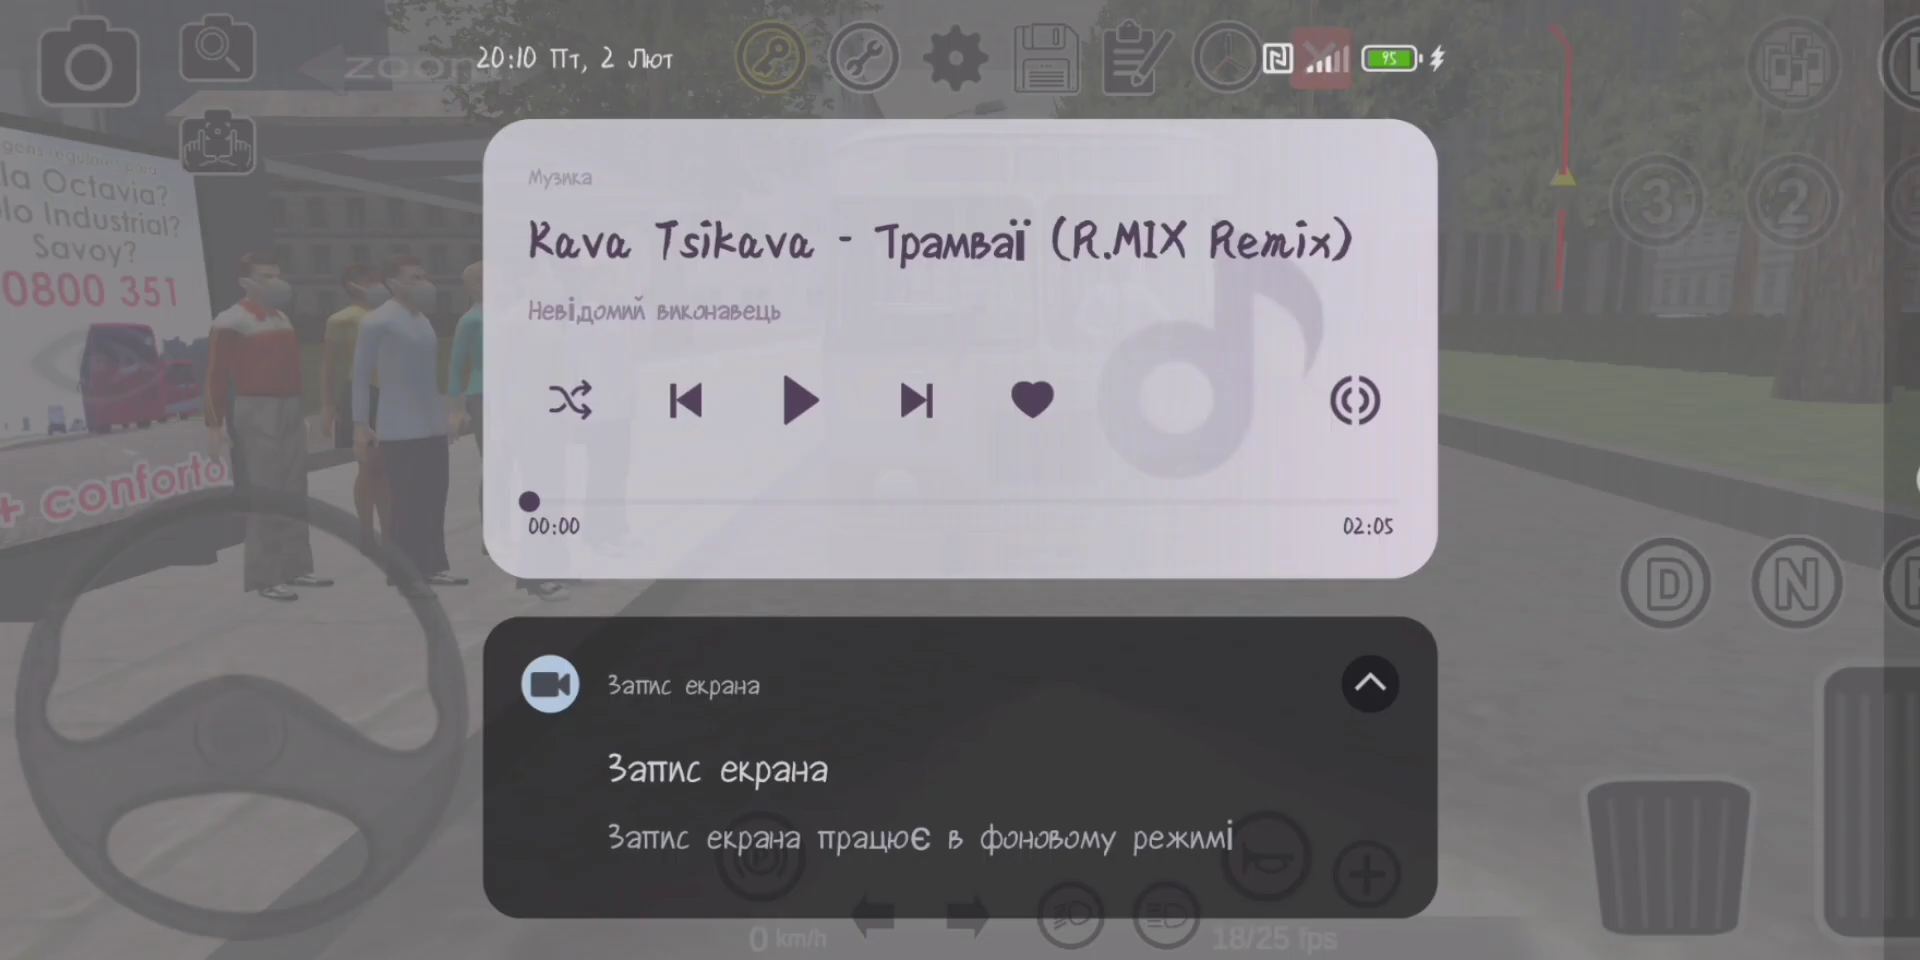 zoom
20:10 Пт, 2 Лют
95
la Octavia?
lo Industrial?
Savoy?
0800 351
+ conforto
Музика
Kava Tsikava - Трамваї (R.MIX Remix)
Невідомий виконавець
00:00
02:05
3
2
D
N
Запис екрана
Запис екрана
Запис екрана працює в фоновому режимі
0 km/h
18/25 fps